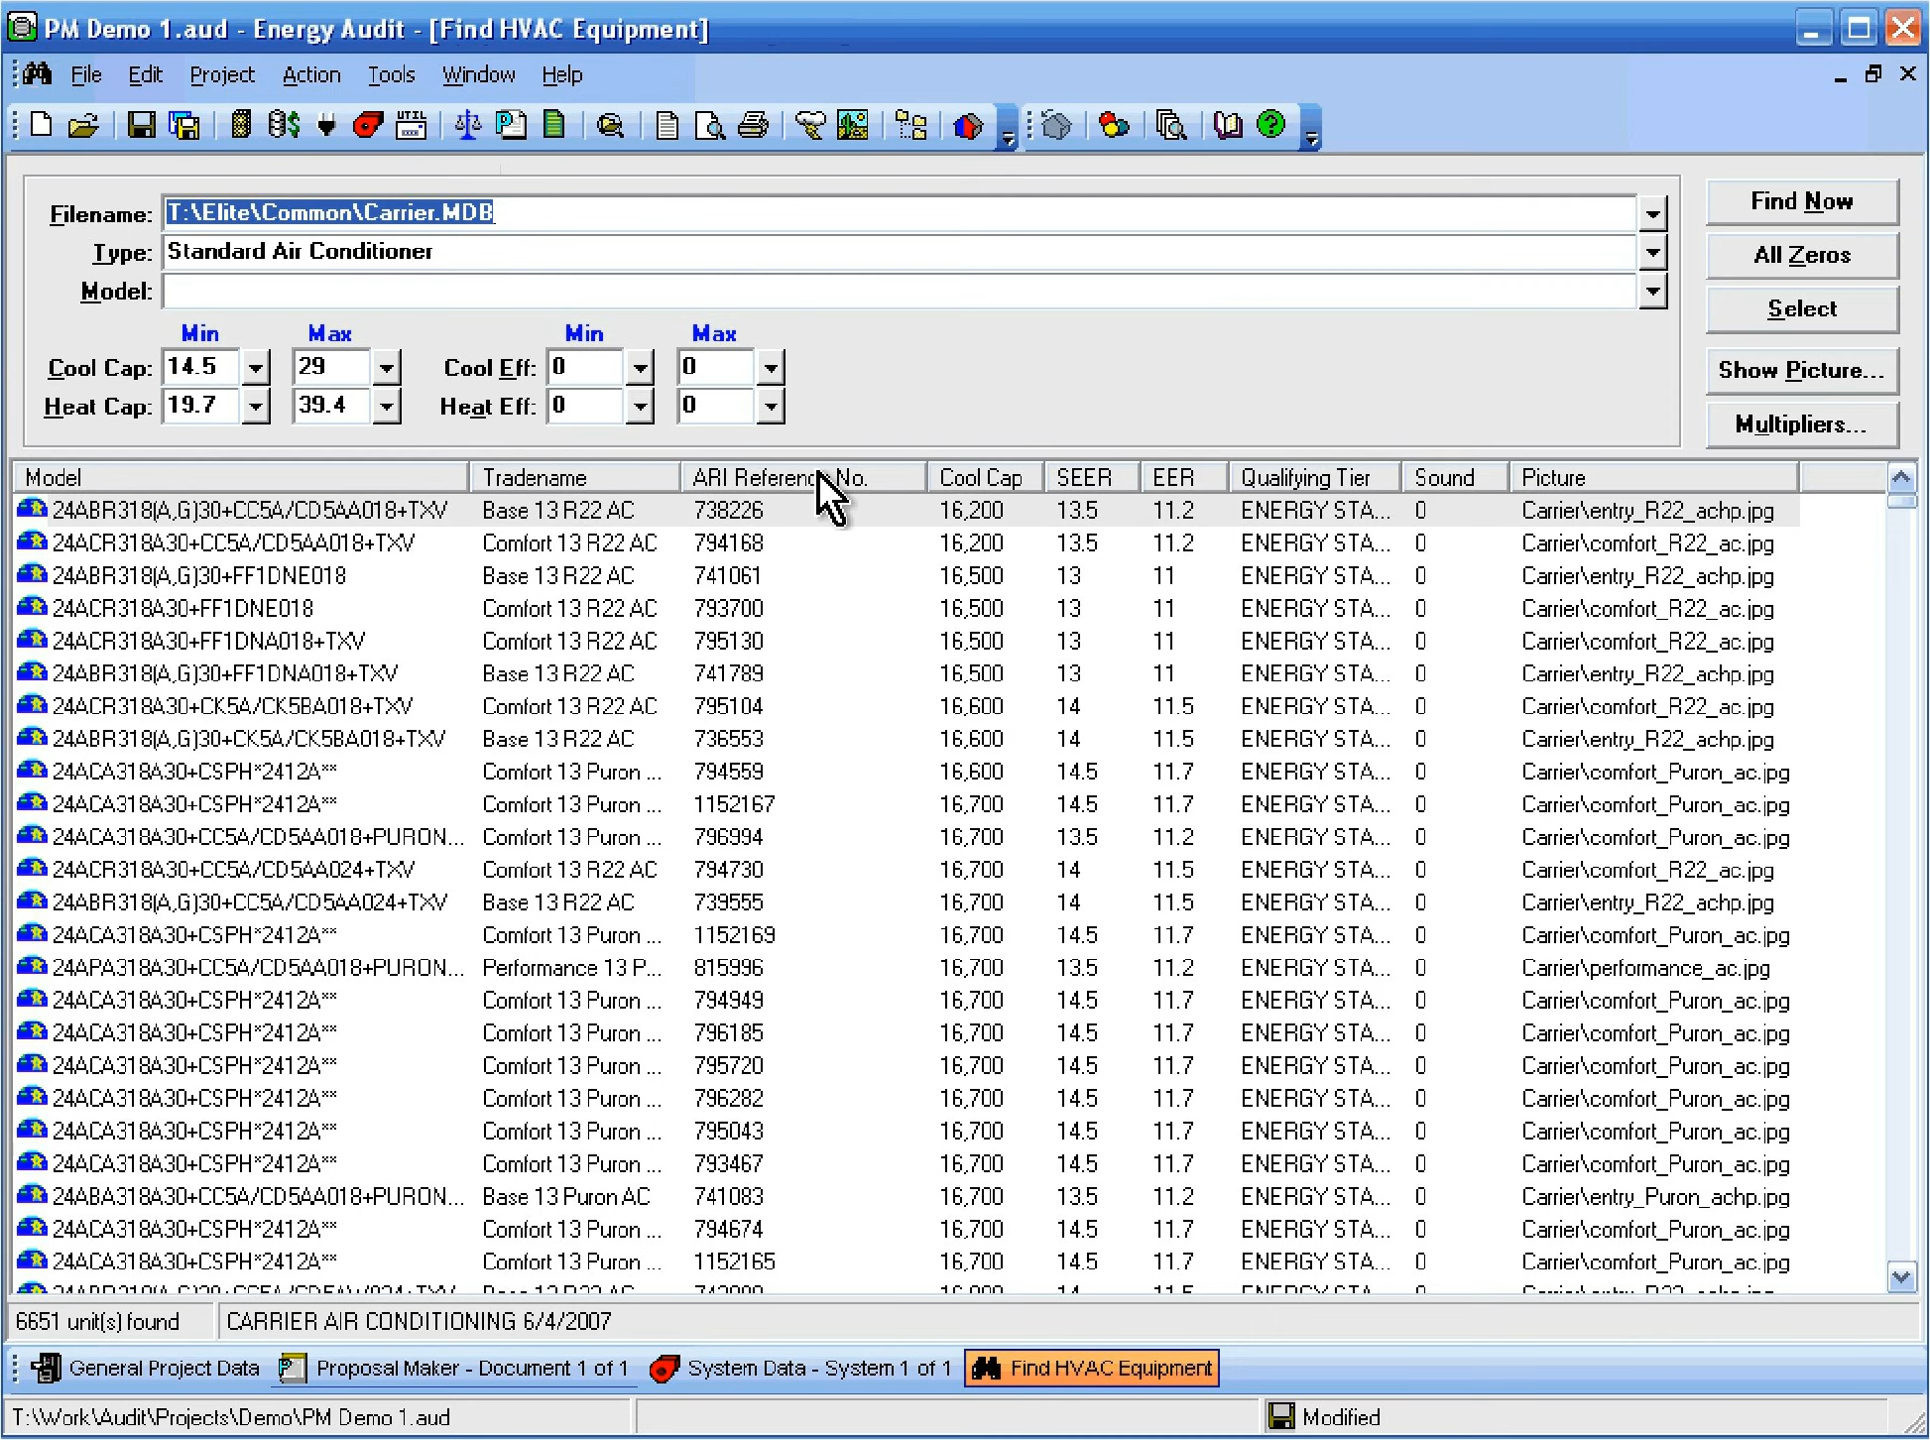 PM Demo 1.aud - Energy Audit - [Find HVAC Equipment]
File Edit Project Action Tools Window Help
Filename: T:\Elite\Common\Carrier.MDB
Find Now
Type: Standard Air Conditioner
All Zeros
Model:
Select
Min Max Min Max
Cool Cap: 14.5 29 Cool Eff: 0 0
Show Picture...
Heat Cap: 19.7 39.4 Heat Eff: 0 0
Multipliers...
Model Tradename ARI Reference No. Cool Cap SEER EER Qualifying Tier Sound Picture
24ABR318(A,G)30+CC5A/CD5AA018+TXV Base 13 R22 AC 738226 16,200 13.5 11.2 ENERGY STA... 0 Carrier\entry_R22_achp.jpg
24ACR318A30+CC5A/CD5AA018+TXV Comfort 13 R22 AC 794168 16,200 13.5 11.2 ENERGY STA... 0 Carrier\comfort_R22_ac.jpg
24ABR318(A,G)30+FF1DNE018 Base 13 R22 AC 741061 16,500 13 11 ENERGY STA... 0 Carrier\entry_R22_achp.jpg
24ACR318A30+FF1DNE018 Comfort 13 R22 AC 793700 16,500 13 11 ENERGY STA... 0 Carrier\comfort_R22_ac.jpg
24ACR318A30+FF1DNA018+TXV Comfort 13 R22 AC 795130 16,500 13 11 ENERGY STA... 0 Carrier\comfort_R22_ac.jpg
24ABR318(A,G)30+FF1DNA018+TXV Base 13 R22 AC 741789 16,500 13 11 ENERGY STA... 0 Carrier\entry_R22_achp.jpg
24ACR318A30+CK5A/CK5BA018+TXV Comfort 13 R22 AC 795104 16,600 14 11.5 ENERGY STA... 0 Carrier\comfort_R22_ac.jpg
24ABR318(A,G)30+CK5A/CK5BA018+TXV Base 13 R22 AC 736553 16,600 14 11.5 ENERGY STA... 0 Carrier\entry_R22_achp.jpg
24ACA318A30+CSPH*2412A** Comfort 13 Puron ... 794559 16,600 14.5 11.7 ENERGY STA... 0 Carrier\comfort_Puron_ac.jpg
24ACA318A30+CSPH*2412A** Comfort 13 Puron ... 1152167 16,700 14.5 11.7 ENERGY STA... 0 Carrier\comfort_Puron_ac.jpg
24ACA318A30+CC5A/CD5AA018+PURON... Comfort 13 Puron ... 796994 16,700 13.5 11.2 ENERGY STA... 0 Carrier\comfort_Puron_ac.jpg
24ACR318A30+CC5A/CD5AA024+TXV Comfort 13 R22 AC 794730 16,700 14 11.5 ENERGY STA... 0 Carrier\comfort_R22_ac.jpg
24ABR318(A,G)30+CC5A/CD5AA024+TXV Base 13 R22 AC 739555 16,700 14 11.5 ENERGY STA... 0 Carrier\entry_R22_achp.jpg
24ACA318A30+CSPH*2412A** Comfort 13 Puron ... 1152169 16,700 14.5 11.7 ENERGY STA... 0 Carrier\comfort_Puron_ac.jpg
24APA318A30+CC5A/CD5AA018+PURON... Performance 13 P... 815996 16,700 13.5 11.2 ENERGY STA... 0 Carrier\performance_ac.jpg
24ACA318A30+CSPH*2412A** Comfort 13 Puron ... 794949 16,700 14.5 11.7 ENERGY STA... 0 Carrier\comfort_Puron_ac.jpg
24ACA318A30+CSPH*2412A** Comfort 13 Puron ... 796185 16,700 14.5 11.7 ENERGY STA... 0 Carrier\comfort_Puron_ac.jpg
24ACA318A30+CSPH*2412A** Comfort 13 Puron ... 795720 16,700 14.5 11.7 ENERGY STA... 0 Carrier\comfort_Puron_ac.jpg
24ACA318A30+CSPH*2412A** Comfort 13 Puron ... 796282 16,700 14.5 11.7 ENERGY STA... 0 Carrier\comfort_Puron_ac.jpg
24ACA318A30+CSPH*2412A** Comfort 13 Puron ... 795043 16,700 14.5 11.7 ENERGY STA... 0 Carrier\comfort_Puron_ac.jpg
24ACA318A30+CSPH*2412A** Comfort 13 Puron ... 793467 16,700 14.5 11.7 ENERGY STA... 0 Carrier\comfort_Puron_ac.jpg
24ABA318A30+CC5A/CD5AA018+PURON... Base 13 Puron AC 741083 16,700 13.5 11.2 ENERGY STA... 0 Carrier\entry_Puron_achp.jpg
24ACA318A30+CSPH*2412A** Comfort 13 Puron ... 794674 16,700 14.5 11.7 ENERGY STA... 0 Carrier\comfort_Puron_ac.jpg
24ACA318A30+CSPH*2412A** Comfort 13 Puron ... 1152165 16,700 14.5 11.7 ENERGY STA... 0 Carrier\comfort_Puron_ac.jpg
6651 unit(s) found CARRIER AIR CONDITIONING 6/4/2007
General Project Data Proposal Maker - Document 1 of 1 System Data - System 1 of 1 Find HVAC Equipment
T:\Work\Audit\Projects\Demo\PM Demo 1.aud Modified